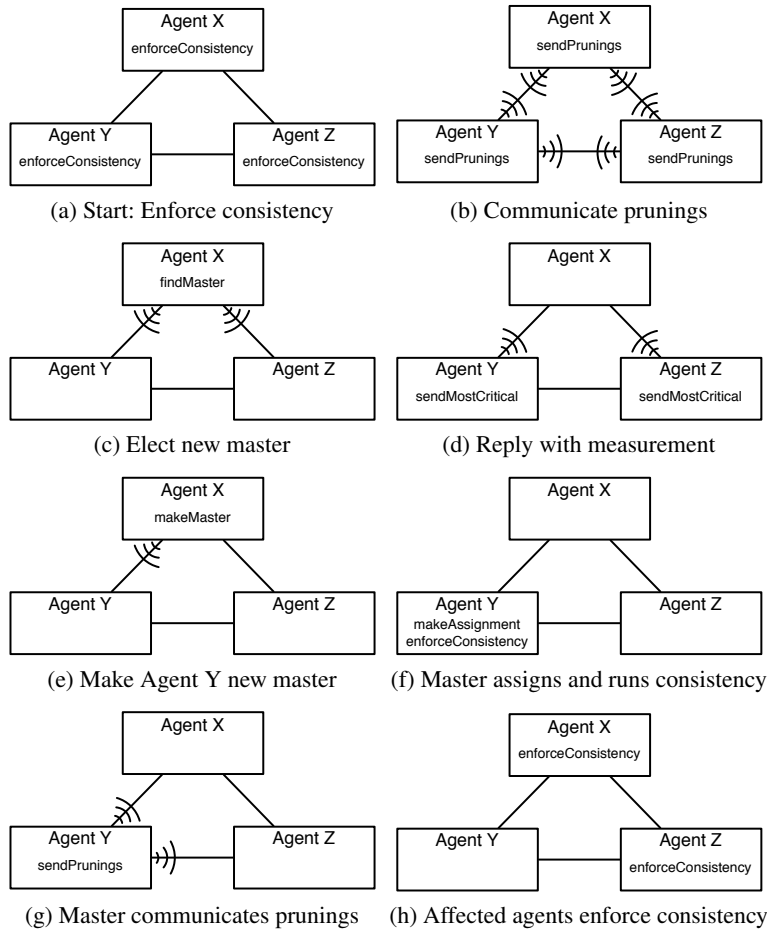 Agent X
enforceConsistency
Agent Y
enforceConsistency
Agent Z
enforceConsistency
(a) Start: Enforce consistency
Agent X
sendPrunings
Agent Y
sendPrunings
Agent Z
sendPrunings
(b) Communicate prunings
Agent X
findMaster
Agent Y
Agent Z
(c) Elect new master
Agent X
Agent Y
sendMostCritical
Agent Z
sendMostCritical
(d) Reply with measurement
Agent X
makeMaster
Agent Y
Agent Z
(e) Make Agent Y new master
Agent X
Agent Y
makeAssignment
enforceConsistency
Agent Z
(f) Master assigns and runs consistency
Agent X
Agent Y
sendPrunings
Agent Z
(g) Master communicates prunings
Agent X
enforceConsistency
Agent Y
Agent Z
enforceConsistency
(h) Affected agents enforce consistency